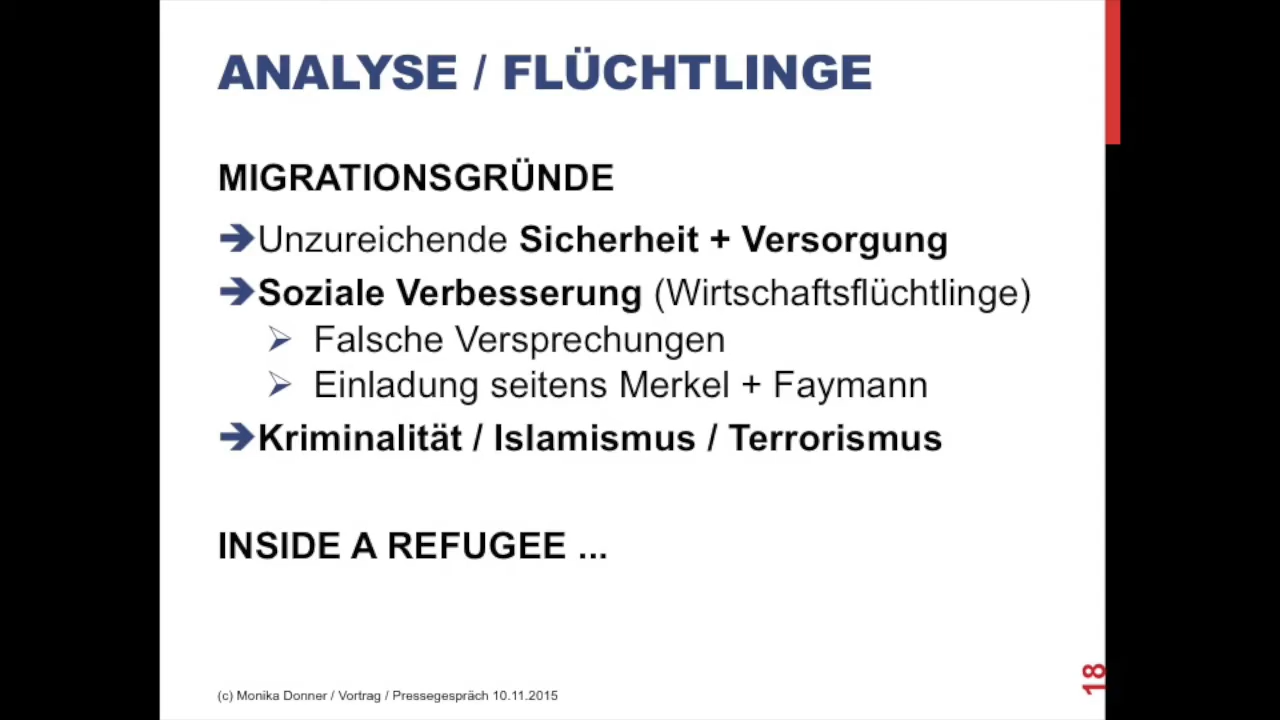 ANALYSE / FLÜCHTLINGE
MIGRATIONSGRÜNDE
➔Unzureichende Sicherheit + Versorgung
➔Soziale Verbesserung (Wirtschaftsflüchtlinge)
➢ Falsche Versprechungen
➢ Einladung seitens Merkel + Faymann
➔Kriminalität / Islamismus / Terrorismus
INSIDE A REFUGEE ...
(c) Monika Donner / Vortrag / Pressegespräch 10.11.2015
18